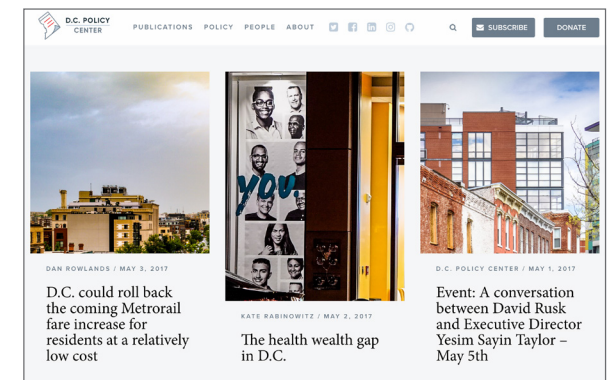 D.C. POLICY
CENTER
PUBLICATIONS POLICY PEOPLE ABOUT
SUBSCRIBE
DONATE
you.
DAN ROWLANDS / MAY 3, 2017
D.C. could roll back
the coming Metrorail
fare increase for
residents at a relatively
low cost
KATE RABINOWITZ / MAY 2, 2017
The health wealth gap
in D.C.
D.C. POLICY CENTER / MAY 1, 2017
Event: A conversation
between David Rusk
and Executive Director
Yesim Sayin Taylor –
May 5th